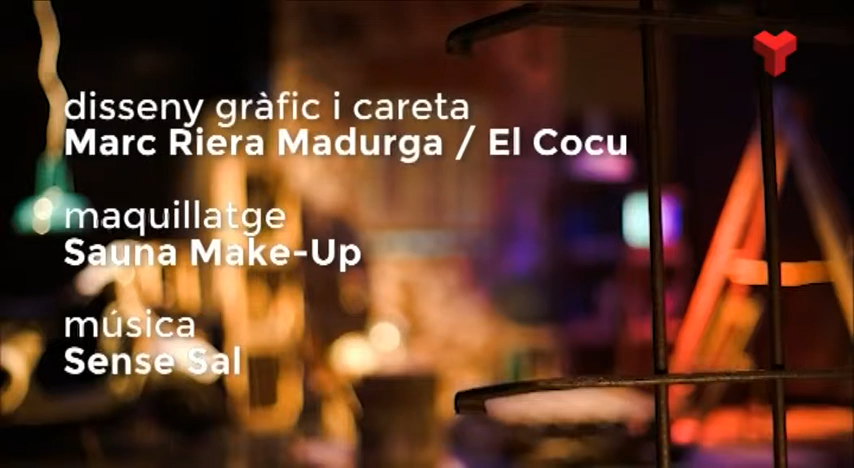 disseny gràfic i careta
Marc Riera Madurga / El Cocu
maquillatge
Sauna Make-Up
música
Sense Sal